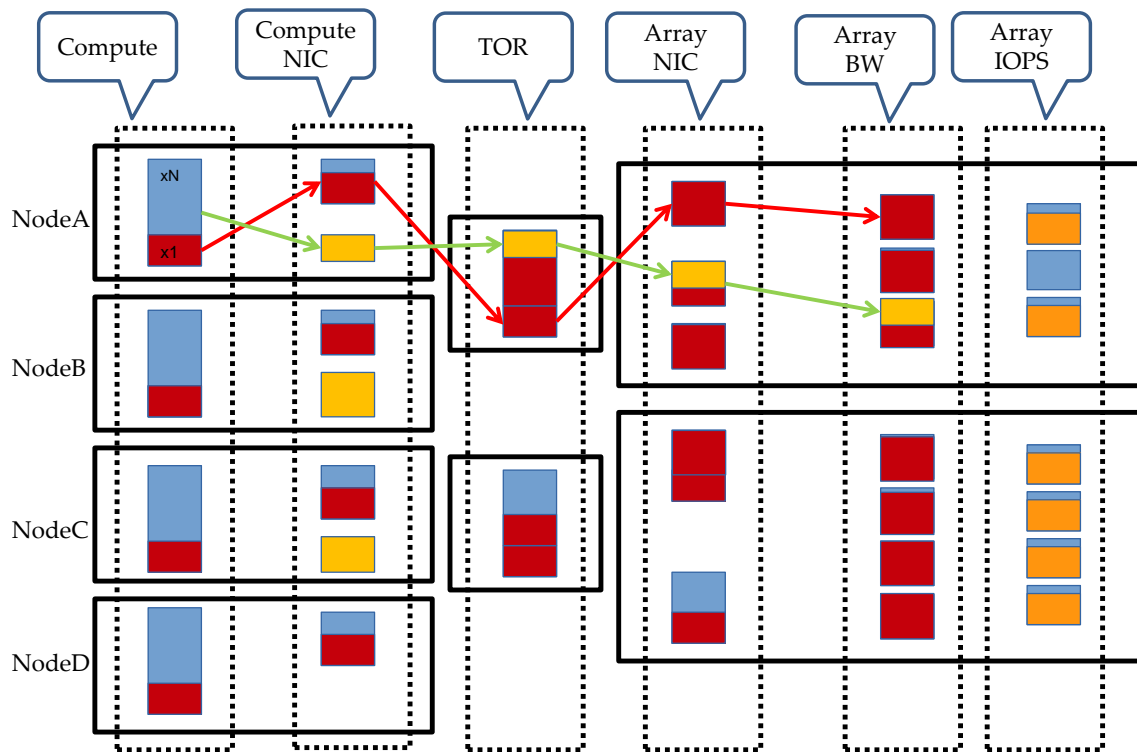 Compute
Compute
NIC
TOR
Array
NIC
Array
BW
Array
IOPS
NodeA
xN
x1
NodeB
NodeC
NodeD